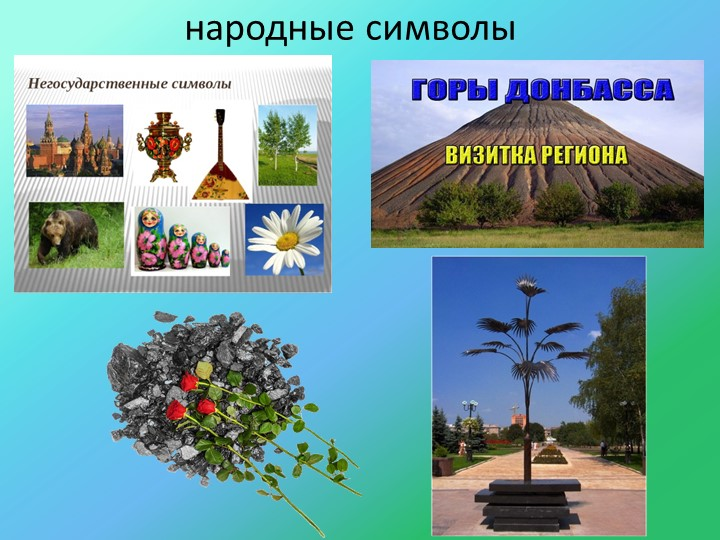 народные символы
Негосударственные символы
ГОРЫ ДОНБАССА
ВИЗИТКА РЕГИОНА